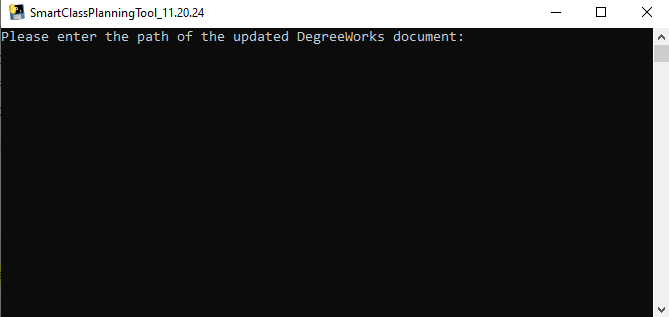 SmartClassPlanningTool_11.20.24
Please enter the path of the updated DegreeWorks document: